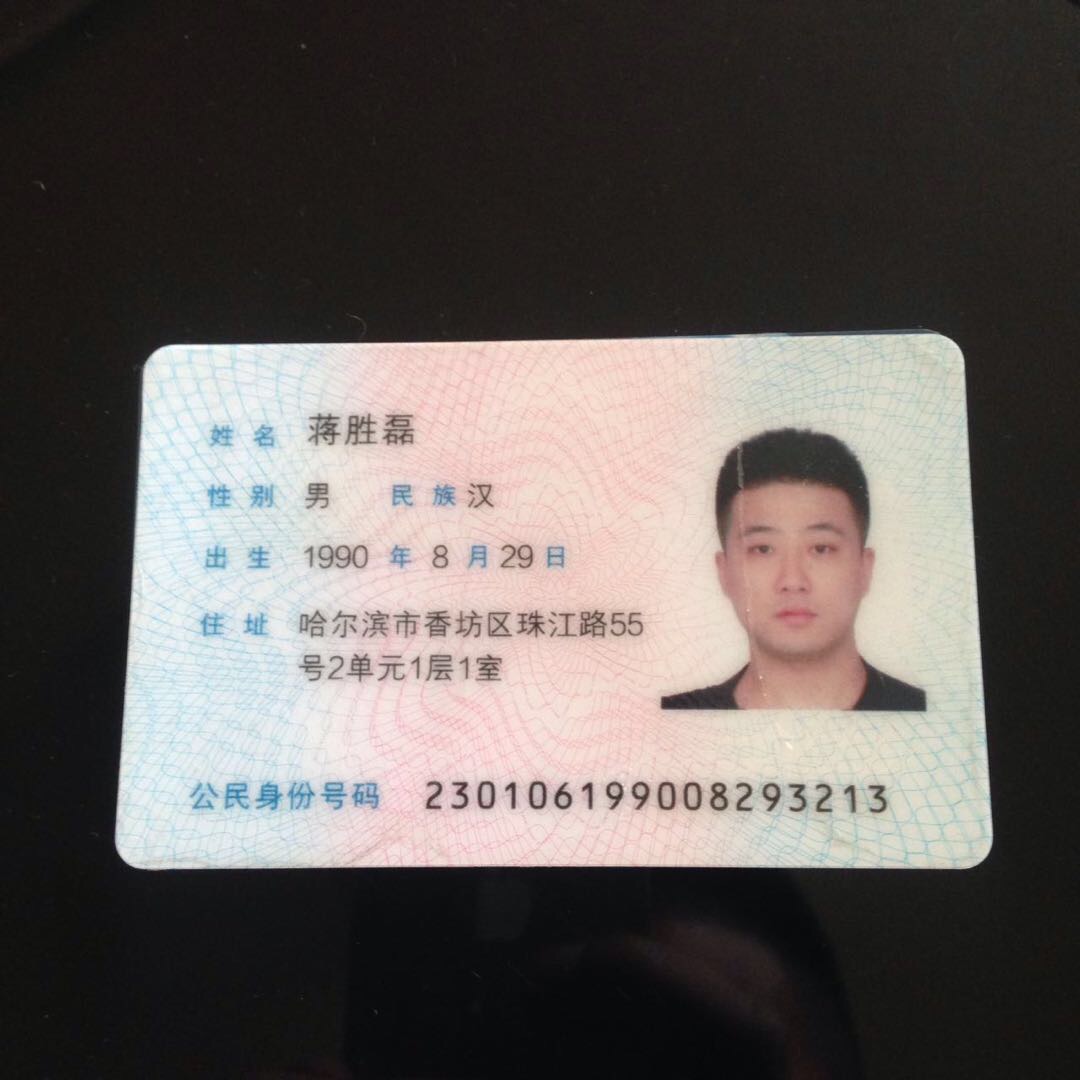 姓名 蒋胜磊
性别 男 民族 汉
出生 1990 年 8 月 29 日
住址 哈尔滨市香坊区珠江路55
号2单元1层1室
公民身份号码 230106199008293213